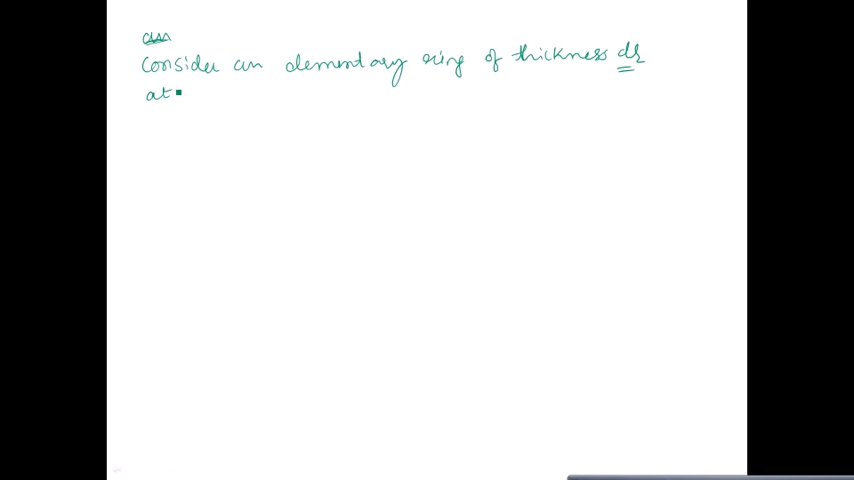 Consider an elementary ring of thickness dr
at